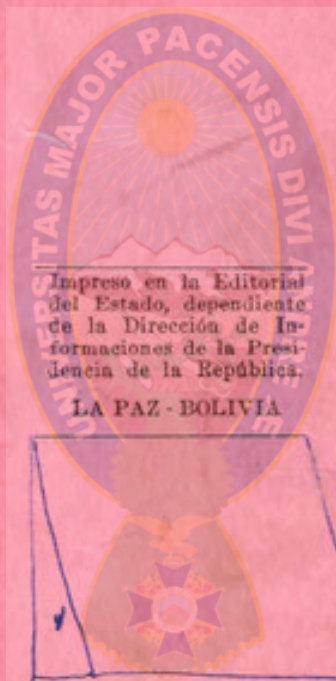 UNIVERSITAS MAJOR PACENSIS DIVI
Impreso en la Editorial
del Estado, dependiente
de la Dirección de In-
formaciones de la Presi-
dencia de la República.
LA PAZ - BOLIVIA